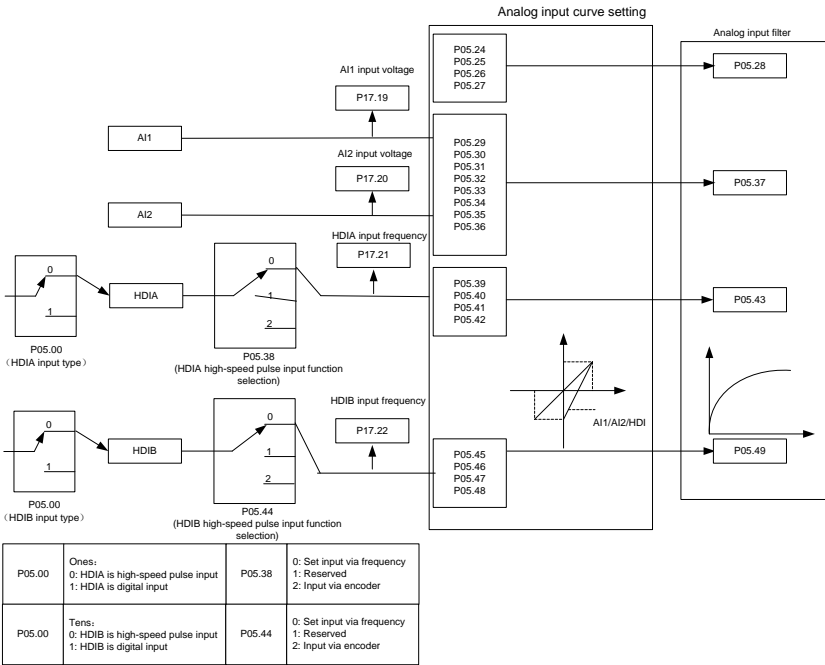 Analog input curve setting
Analog input filter
P05.24
P05.25
P05.26
P05.27
P05.28
AI1 input voltage
P17.19
AI1
P05.29
P05.30
P05.31
P05.32
P05.33
P05.34
P05.35
P05.36
P05.37
AI2 input voltage
P17.20
AI2
HDIA input frequency
P17.21
0
1
P05.00
（HDIA input type）
HDIA
0
1
2
P05.38
(HDIA high-speed pulse input function
selection)
P05.39
P05.40
P05.41
P05.42
P05.43
AI1/AI2/HDI
HDIB input frequency
P17.22
0
1
P05.00
（HDIB input type）
HDIB
0
1
2
P05.44
(HDIB high-speed pulse input function
selection)
P05.45
P05.46
P05.47
P05.48
P05.49
P05.00
Ones：
0: HDIA is high-speed pulse input
1: HDIA is digital input
P05.38
0: Set input via frequency
1: Reserved
2: Input via encoder
P05.00
Tens：
0: HDIB is high-speed pulse input
1: HDIB is digital input
P05.44
0: Set input via frequency
1: Reserved
2: Input via encoder